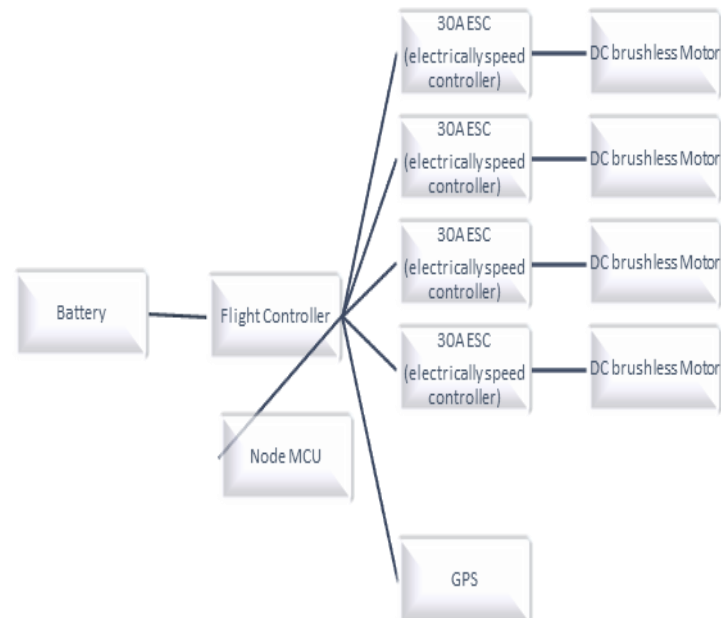 30A ESC
(electrically speed
controller)
DC brushless Motor
30A ESC
(electrically speed
controller)
DC brushless Motor
30A ESC
(electrically speed
controller)
DC brushless Motor
Battery
Flight Controller
30A ESC
(electrically speed
controller)
DC brushless Motor
Node MCU
GPS